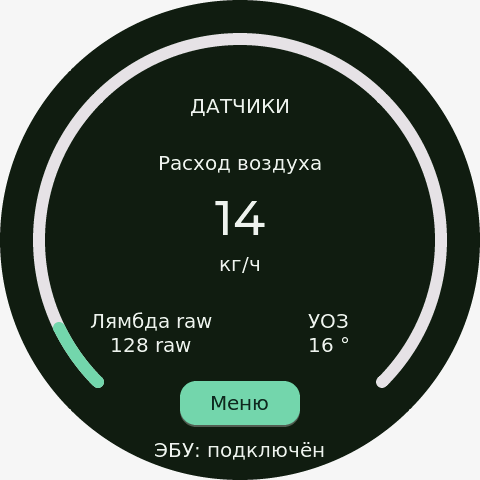 ДАТЧИКИ
Расход воздуха
14
кг/ч
Лямбда raw
128 raw
УОЗ
16 °
Меню
ЭБУ: подключён